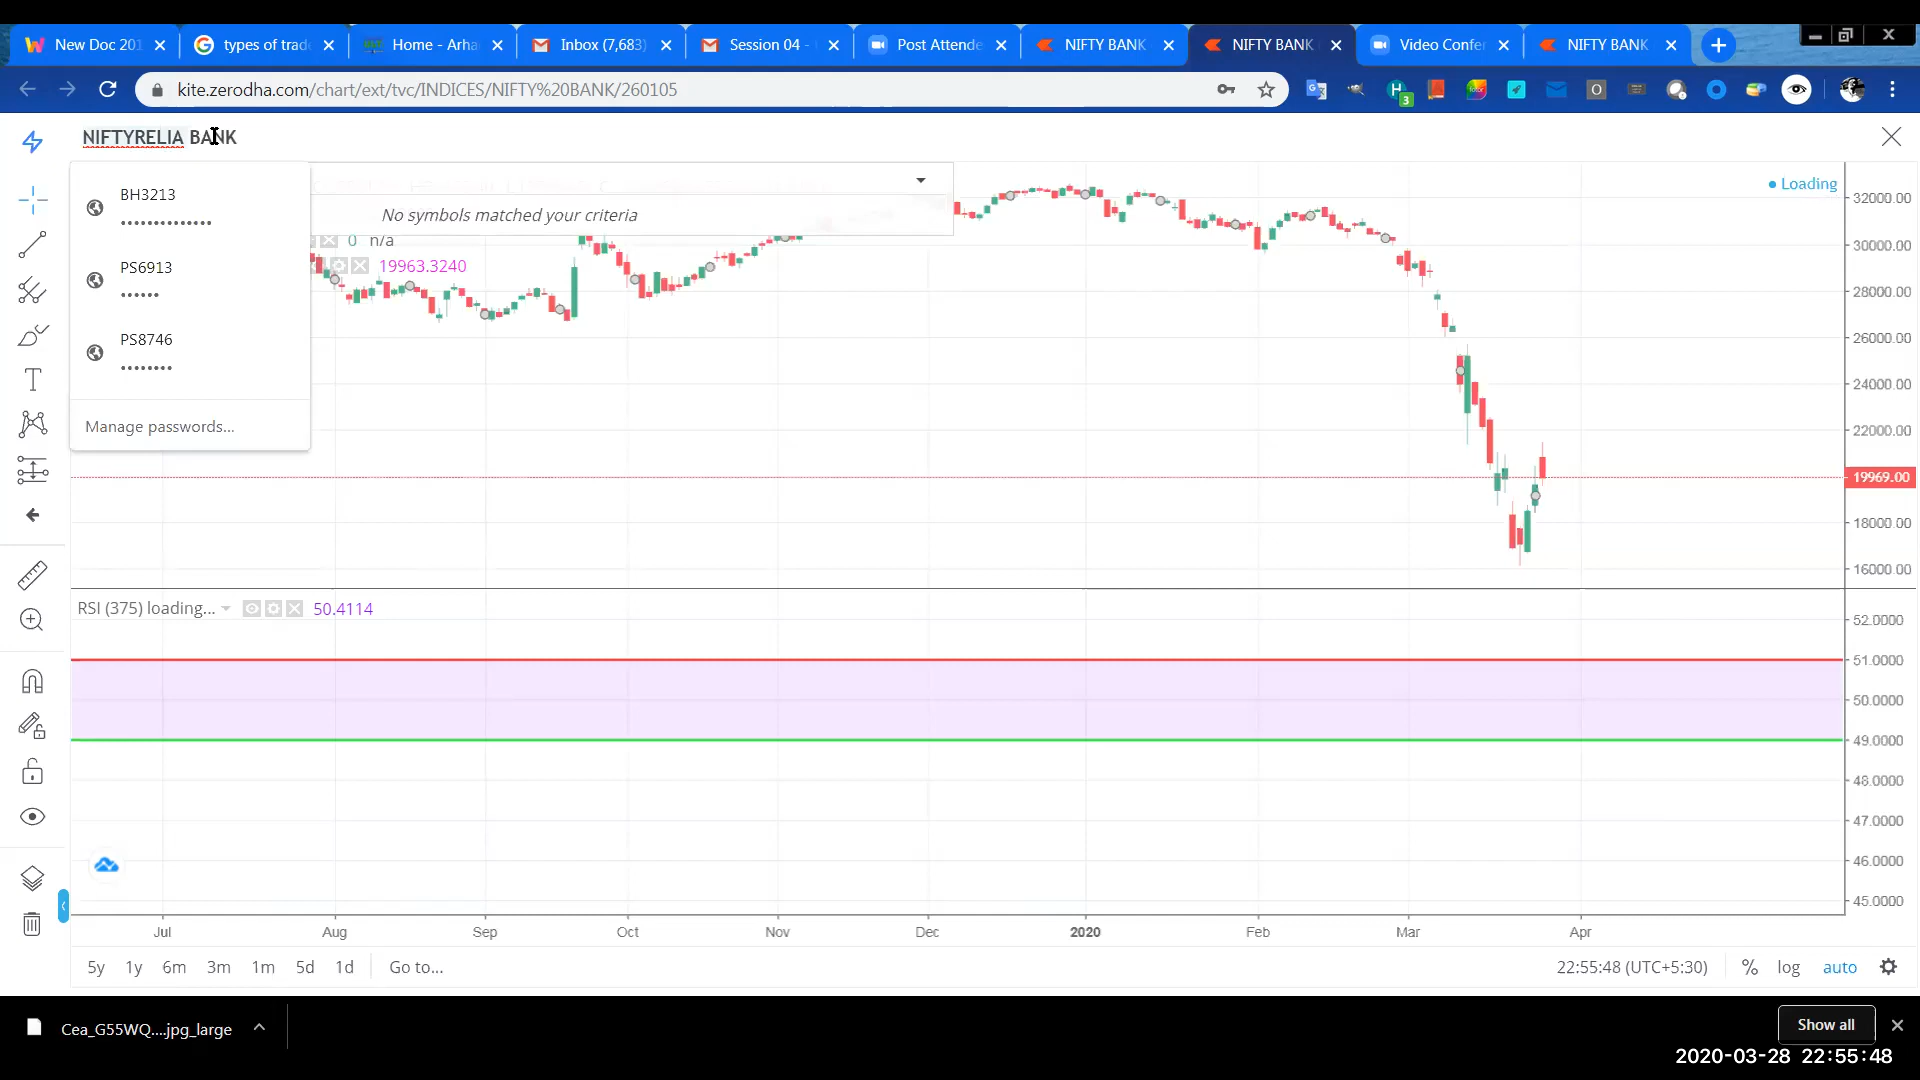 New Doc 201
types of trad
Home - Arha
Inbox (7,683)
Session 04 -
Post Attende
NIFTY BANK
NIFTY BANK
Video Confer
NIFTY BANK
kite.zerodha.com/chart/ext/tvc/INDICES/NIFTY%20BANK/260105
3
NIFTYRELIA BANK
BH3213
PS6913
PS8746
Manage passwords...
No symbols matched your criteria
0 n/a
19963.3240
Loading
32000.00
30000.00
28000.00
26000.00
24000.00
22000.00
19969.00
18000.00
16000.00
RSI (375) loading... 50.4114
52.0000
51.0000
50.0000
49.0000
48.0000
47.0000
46.0000
45.0000
Jul Aug Sep Oct Nov Dec 2020 Feb Mar Apr
5y 1y 6m 3m 1m 5d 1d Go to... 22:55:48 (UTC+5:30) % log auto
Cea_G55WQ....jpg_large
Show all
2020-03-28 22:55:48